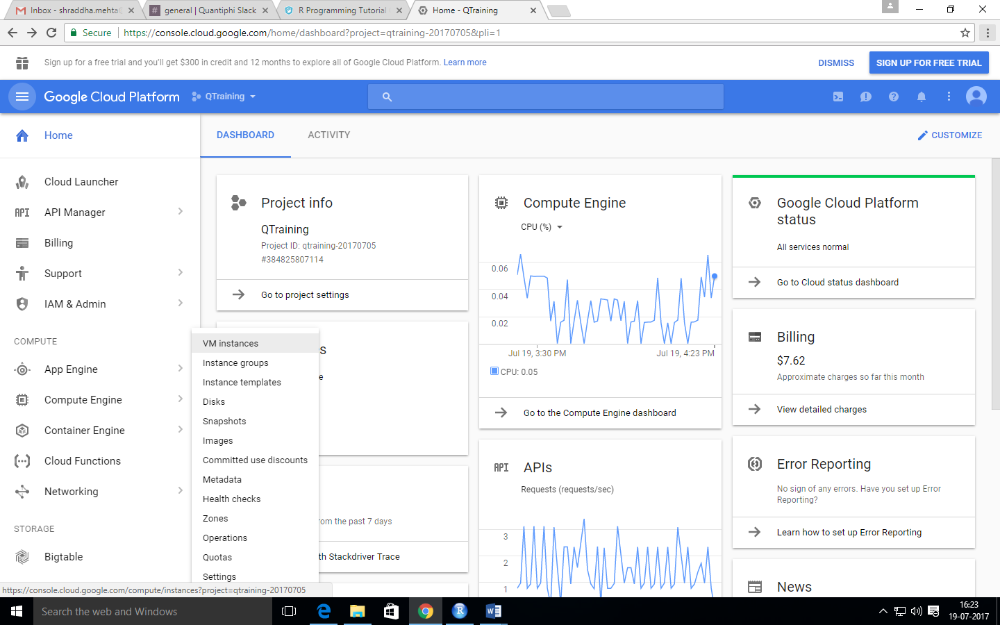 Inbox - shraddha.mehta
general | Quantiphi Slack
R Programming Tutorial
Home - QTraining
Secure
https://console.cloud.google.com/home/dashboard?project=qtraining-20170705&pli=1
Sign up for a free trial and you'll get $300 in credit and 12 months to explore all of Google Cloud Platform. Learn more
DISMISS
SIGN UP FOR FREE TRIAL
Google Cloud Platform
QTraining
Home
Cloud Launcher
API
API Manager
Billing
Support
IAM & Admin
COMPUTE
App Engine
Compute Engine
Container Engine
Cloud Functions
Networking
STORAGE
Bigtable
VM instances
Instance groups
Instance templates
Disks
Snapshots
Images
Committed use discounts
Metadata
Health checks
Zones
Operations
Quotas
Settings
DASHBOARD
ACTIVITY
CUSTOMIZE
Project info
QTraining
Project ID: qtraining-20170705
#384825807114
Go to project settings
from the past 7 days
th Stackdriver Trace
Compute Engine
CPU (%)
0.06
0.04
0.02
Jul 19, 3:30 PM
Jul 19, 4:23 PM
CPU: 0.05
Go to the Compute Engine dashboard
API
APIs
Requests (requests/sec)
3
2
1
Google Cloud Platform
status
All services normal
Go to Cloud status dashboard
Billing
$7.62
Approximate charges so far this month
View detailed charges
Error Reporting
No sign of any errors. Have you set up Error
Reporting?
Learn how to set up Error Reporting
News
https://console.cloud.google.com/compute/instances?project=qtraining-20170705
Search the web and Windows
16:23
19-07-2017